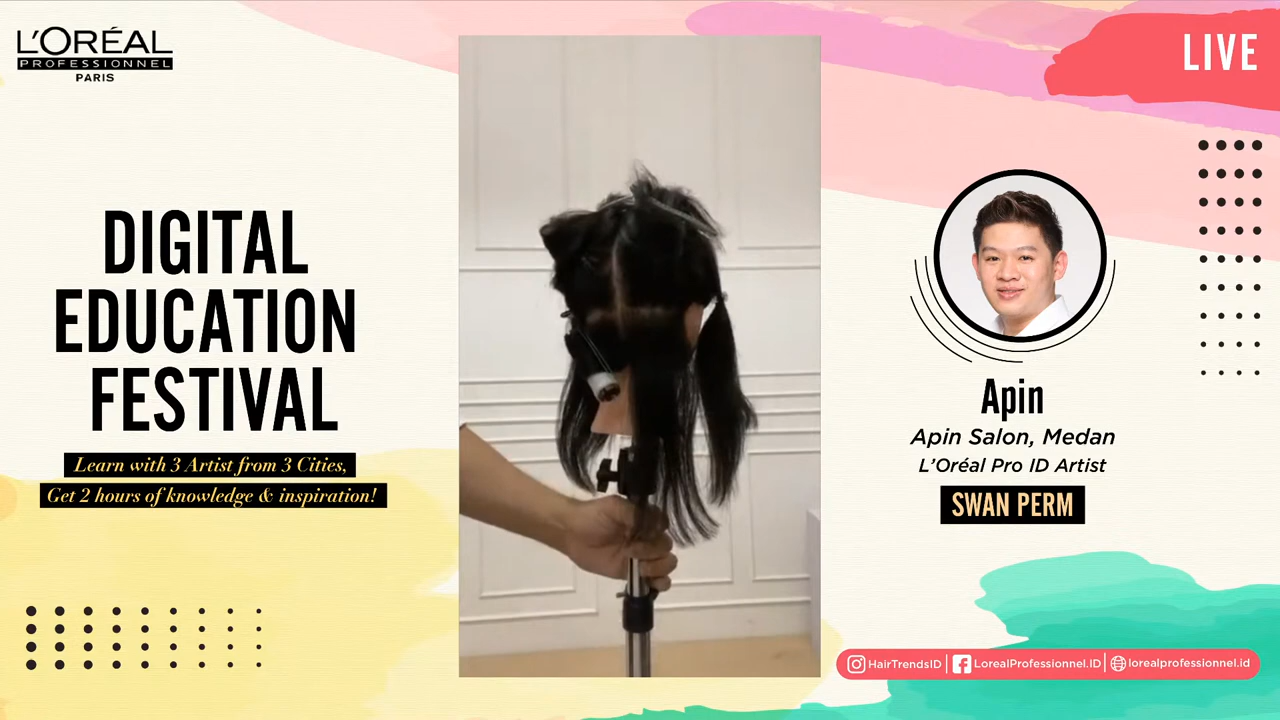 L'ORÉAL
PROFESSIONNEL
PARIS
LIVE
DIGITAL
EDUCATION
FESTIVAL
Learn with 3 Artist from 3 Cities,
Get 2 hours of knowledge & inspiration!
Apin
Apin Salon, Medan
L'Oréal Pro ID Artist
SWAN PERM
HairTrendsID | LorealProfessionnel.ID | lorealprofessionnel.id